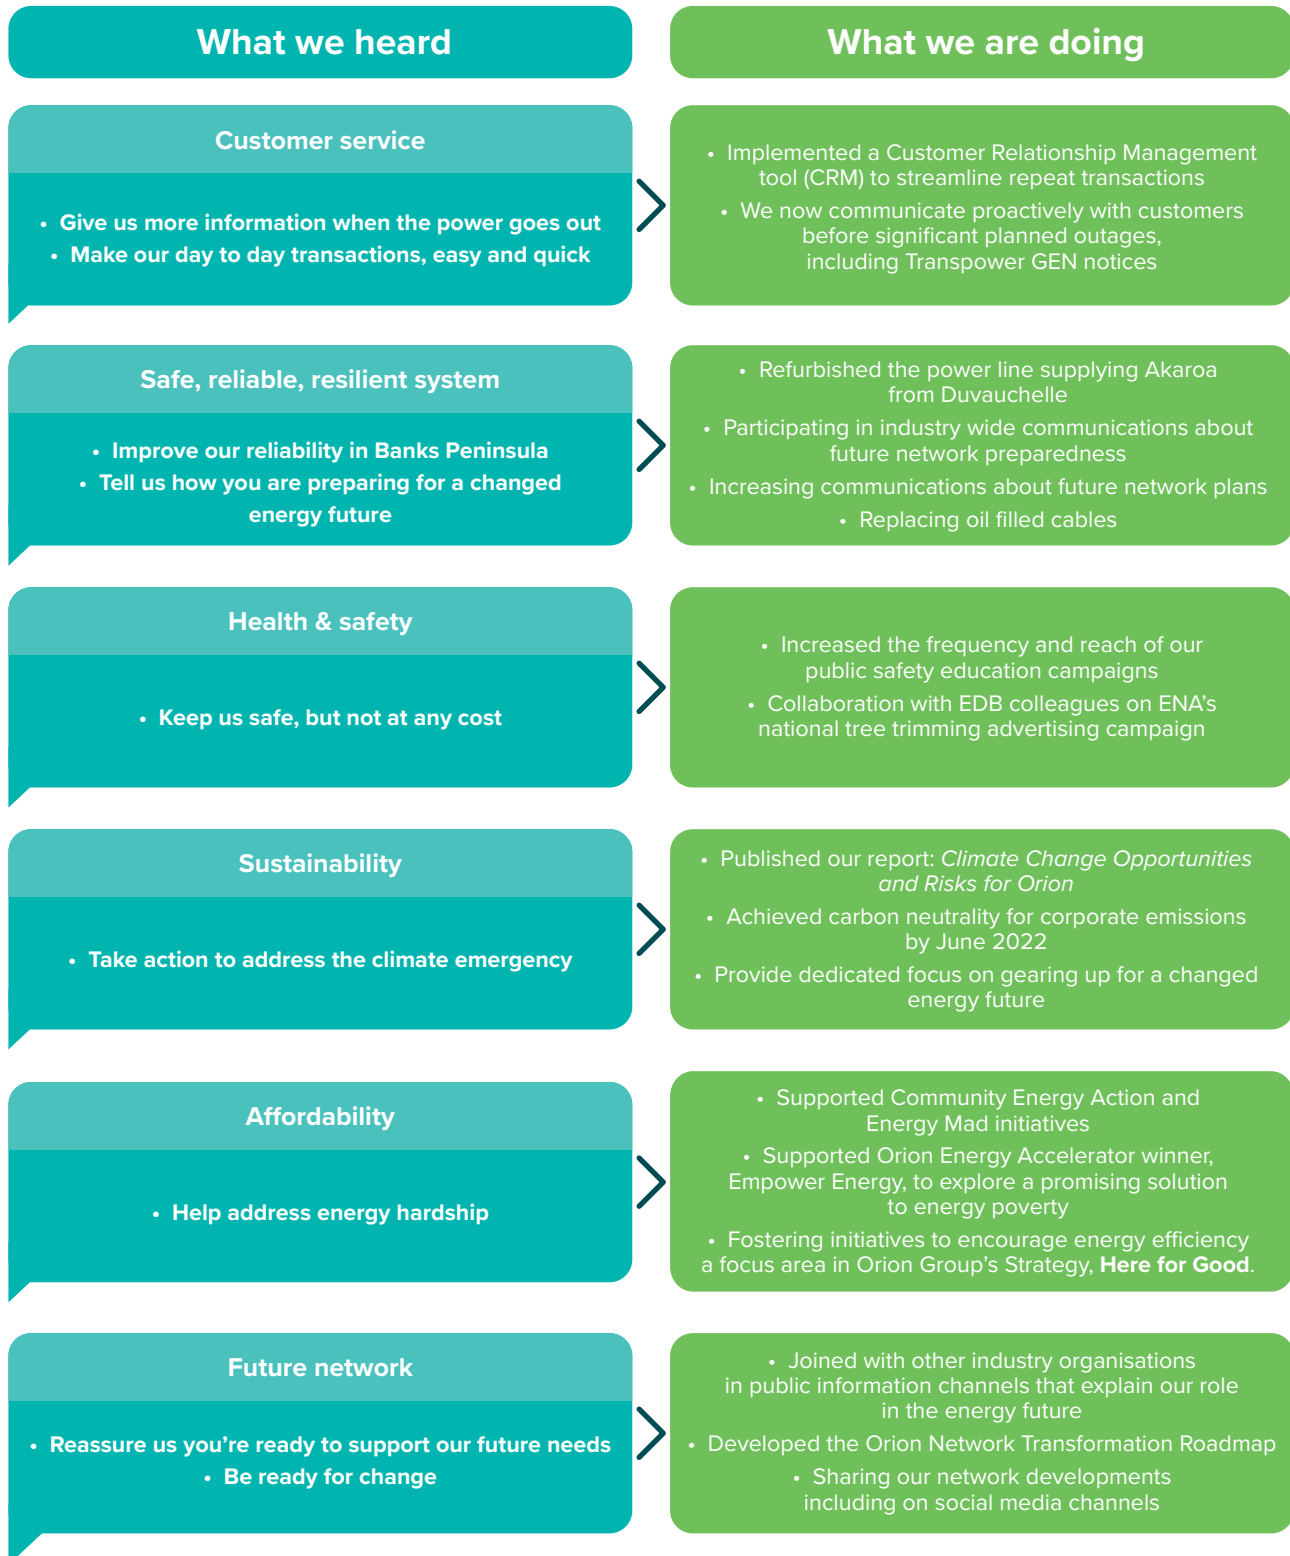 What we heard
What we are doing
Customer service
• Give us more information when the power goes out
• Make our day to day transactions, easy and quick
• Implemented a Customer Relationship Management
tool (CRM) to streamline repeat transactions
• We now communicate proactively with customers
before significant planned outages,
including Transpower GEN notices
Safe, reliable, resilient system
• Improve our reliability in Banks Peninsula
• Tell us how you are preparing for a changed
energy future
• Refurbished the power line supplying Akaroa
from Duvauchelle
• Participating in industry wide communications about
future network preparedness
• Increasing communications about future network plans
• Replacing oil filled cables
Health & safety
• Keep us safe, but not at any cost
• Increased the frequency and reach of our
public safety education campaigns
• Collaboration with EDB colleagues on ENA’s
national tree trimming advertising campaign
Sustainability
• Take action to address the climate emergency
• Published our report: Climate Change Opportunities
and Risks for Orion
• Achieved carbon neutrality for corporate emissions
by June 2022
• Provide dedicated focus on gearing up for a changed
energy future
Affordability
• Help address energy hardship
• Supported Community Energy Action and
Energy Mad initiatives
• Supported Orion Energy Accelerator winner,
Empower Energy, to explore a promising solution
to energy poverty
• Fostering initiatives to encourage energy efficiency
a focus area in Orion Group’s Strategy, Here for Good.
Future network
• Reassure us you’re ready to support our future needs
• Be ready for change
• Joined with other industry organisations
in public information channels that explain our role
in the energy future
• Developed the Orion Network Transformation Roadmap
• Sharing our network developments
including on social media channels